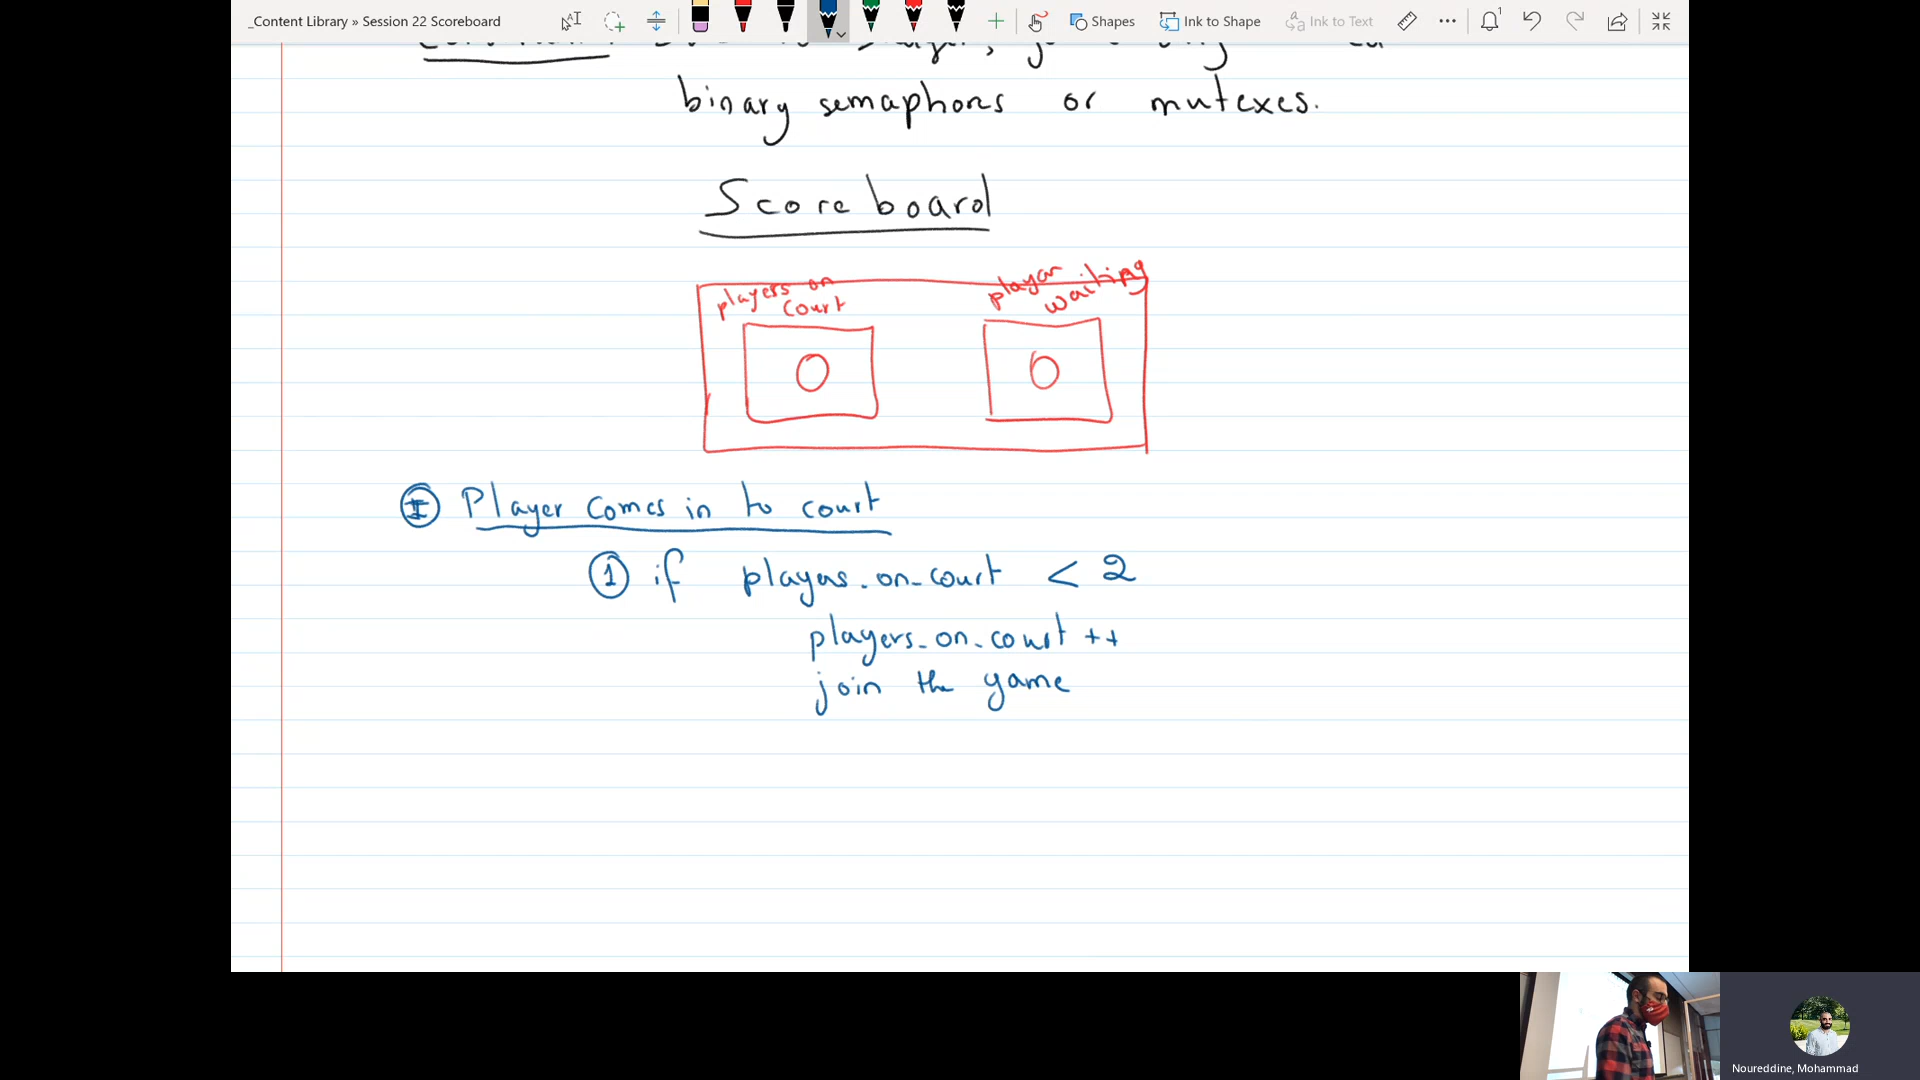 _Content Library » Session 22 Scoreboard
Shapes
Ink to Shape
Ink to Text
1
binary semaphors or mutexes.
Scoreboard
players on court
player waiting
0
0
I Player comes in to court
1 if players_on_court < 2
players_on_court ++
join the game
Noureddine, Mohammad